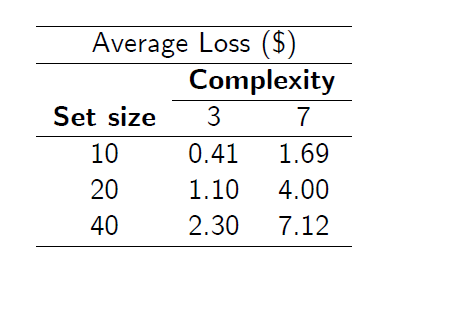 Average Loss ($)
Complexity
Set size 3 7
10 0.41 1.69
20 1.10 4.00
40 2.30 7.12